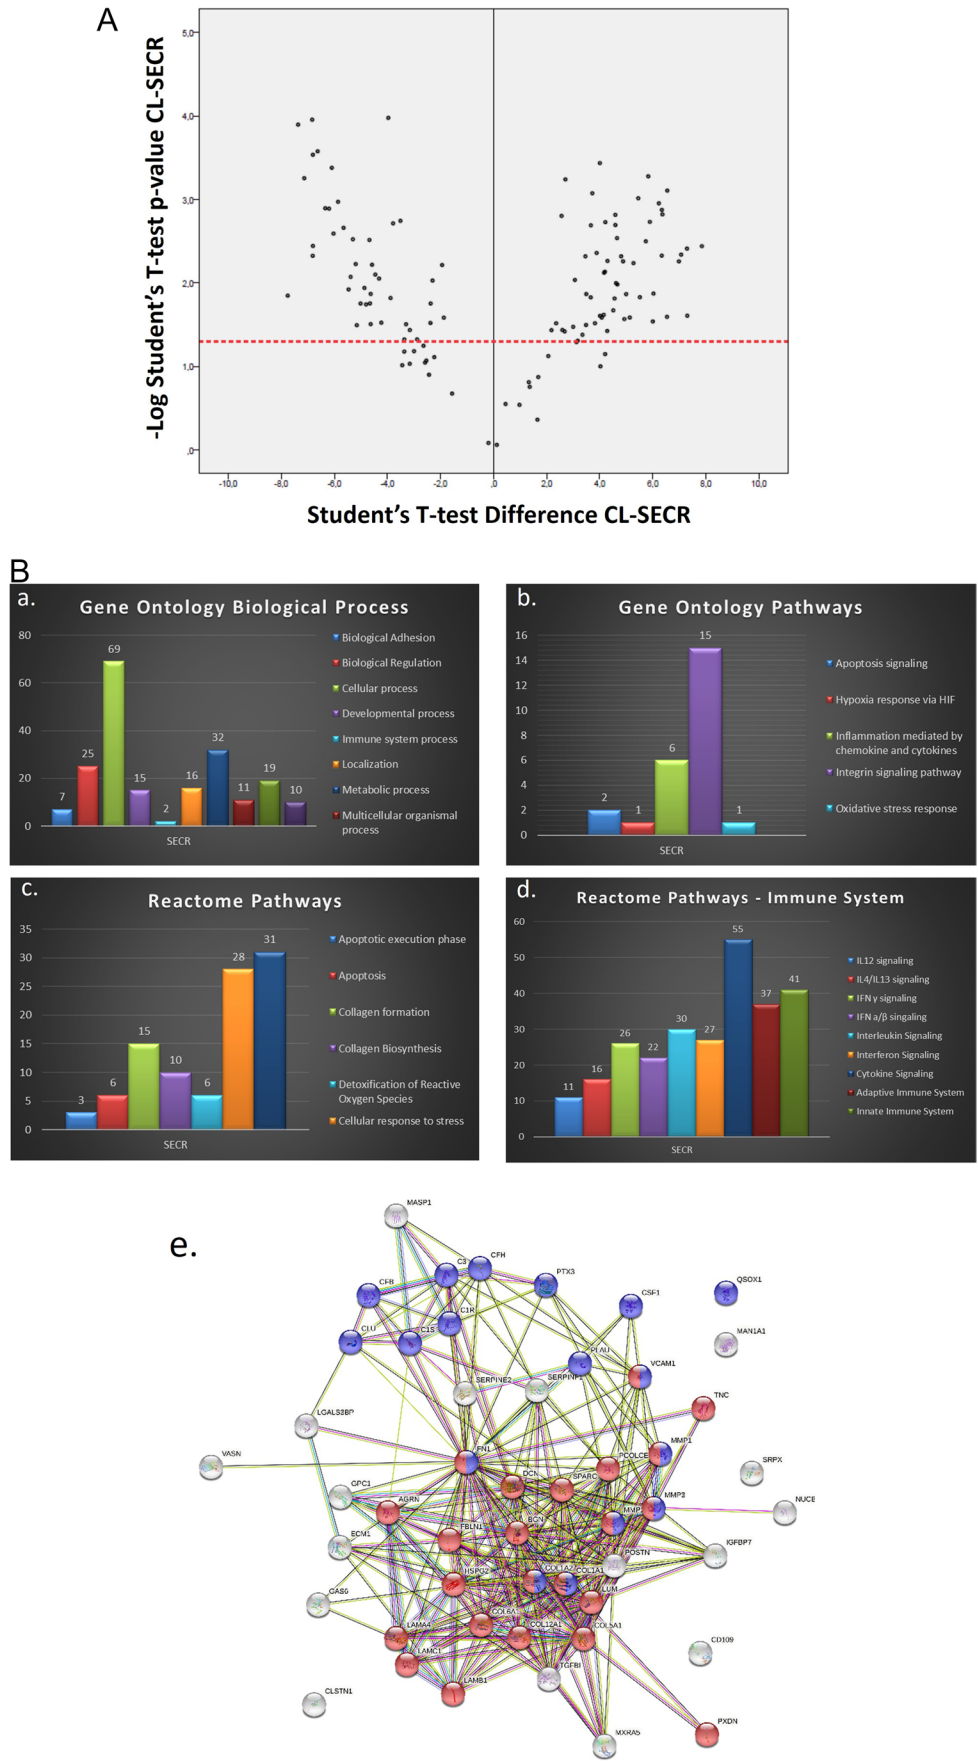 A
-Log Student's T-test p-value CL-SECR
5,0
4,0
3,0
2,0
1,0
,0
-10,0 -8,0 -6,0 -4,0 -2,0 ,0 2,0 4,0 6,0 8,0 10,0
Student's T-test Difference CL-SECR
B
a.
Gene Ontology Biological Process
80
60
40
20
0
7 25 69 15 2 16 32 11 19 10
SECR
Biological Adhesion
Biological Regulation
Cellular process
Developmental process
Immune system process
Localization
Metabolic process
Multicellular organismal
process
b.
Gene Ontology Pathways
16
14
12
10
8
6
4
2
0
2 1 6 15 1
SECR
Apoptosis signaling
Hypoxia response via HIF
Inflammation mediated by
chemokine and cytokines
Integrin signaling pathway
Oxidative stress response
c.
Reactome Pathways
35
30
25
20
15
10
5
0
3 6 15 10 6 28 31
SECR
Apoptotic execution phase
Apoptosis
Collagen formation
Collagen Biosynthesis
Detoxification of Reactive
Oxygen Species
Cellular response to stress
d.
Reactome Pathways - Immune System
60
50
40
30
20
10
0
11 16 26 22 30 27 55 37 41
SECR
IL12 signaling
IL4/IL13 signaling
IFN γ signaling
IFN α/β singaling
Interleukin Signaling
Interferon Signaling
Cytokine Signaling
Adaptive Immune System
Innate Immune System
e.
MASP1
C3
CFH
CFB
PTX3
QSOX1
CSF1
C1R
CLU
C1S
MAN1A1
PLAU
VCAM1
SERPINE2
SERPINF1
TNC
LGALS3BP
MMP1
FN1
VASN
PCOLCE
SRPX
DCN
SPARC
GPC1
MMP2
AGRN
NUCB
MMP
BGN
FBLN1
ECM1
IGFBP7
POSTN
HSPG2
COL1A2
COL1A1
GAS6
LUM
COL6A1
LAMA4
COL12A1
COL5A1
CD109
LAMC1
TGFBI
LAMB1
CLSTN1
PXDN
MXRA5